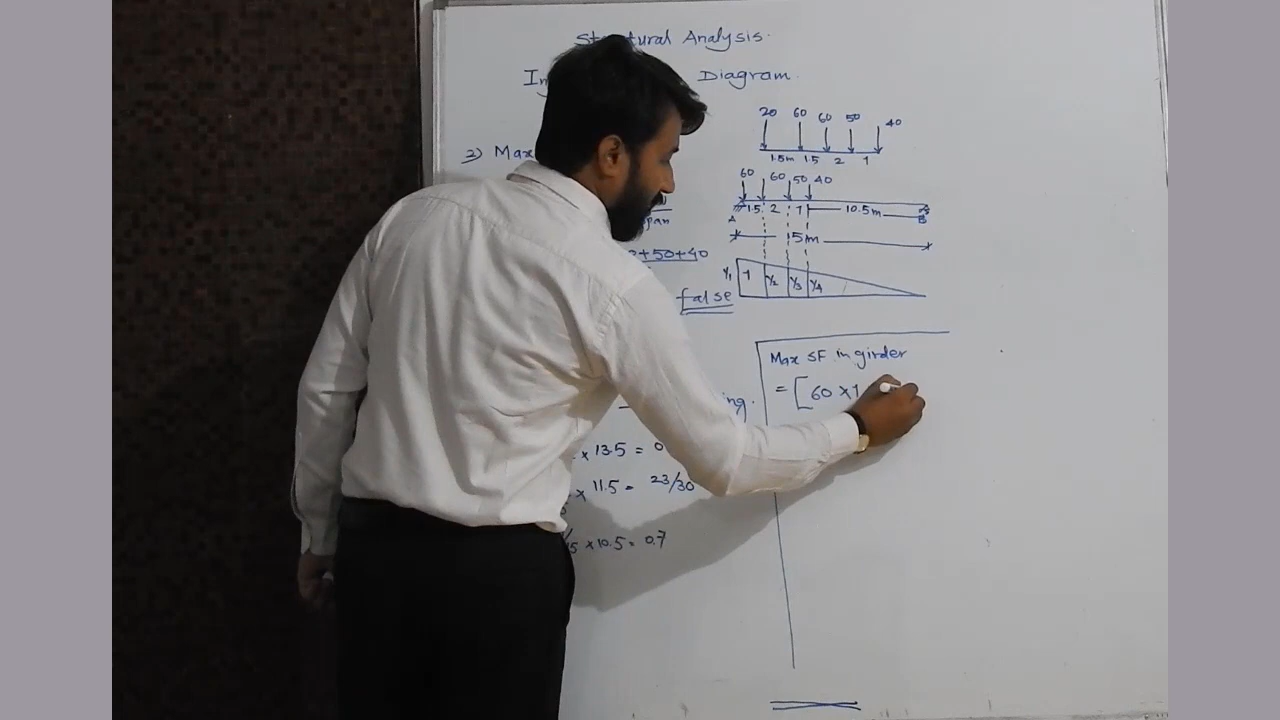 Structural Analysis.
Diagram.
2) Max
20 60 60 50 40
1.5m 1.5 2 1
60 60 50 40
1.5 2 1 10.5m
A B
15m
span
+50+40
Y1 1 Y2 Y3 Y4
false
Max SF in girder
= [60 × 1
ng.
× 13.5 = 0
× 11.5 = 23/30
15 × 10.5 = 0.7